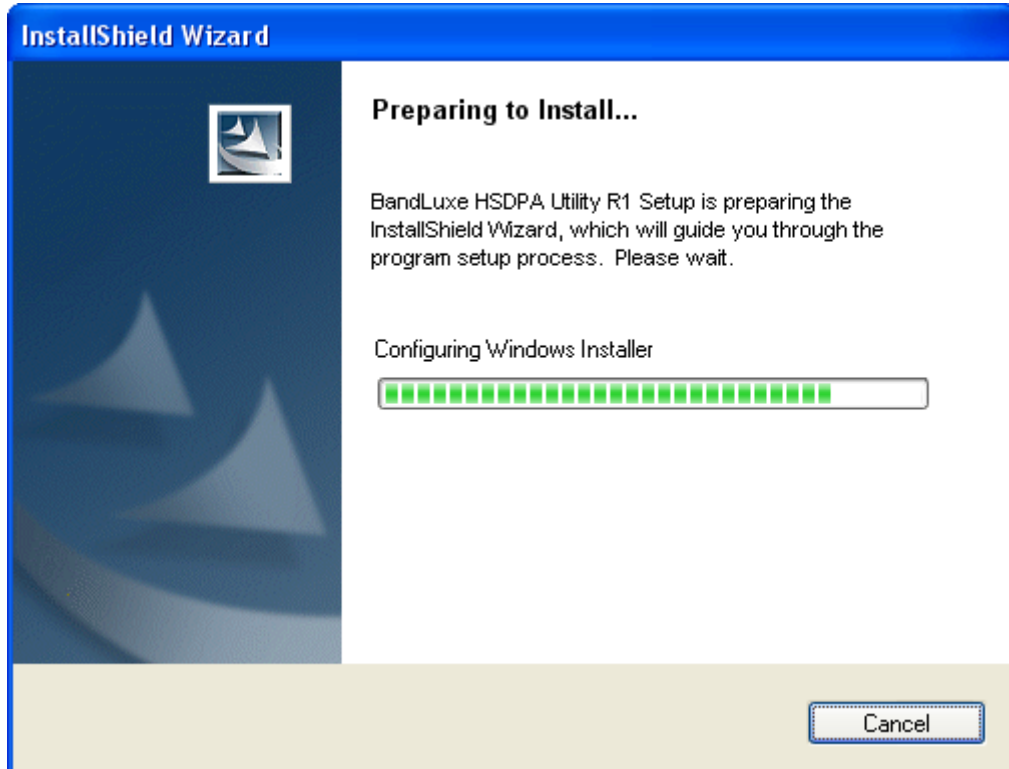 InstallShield Wizard
Preparing to Install...
BandLuxe HSDPA Utility R1 Setup is preparing the
InstallShield Wizard, which will guide you through the
program setup process. Please wait.
Configuring Windows Installer
Cancel